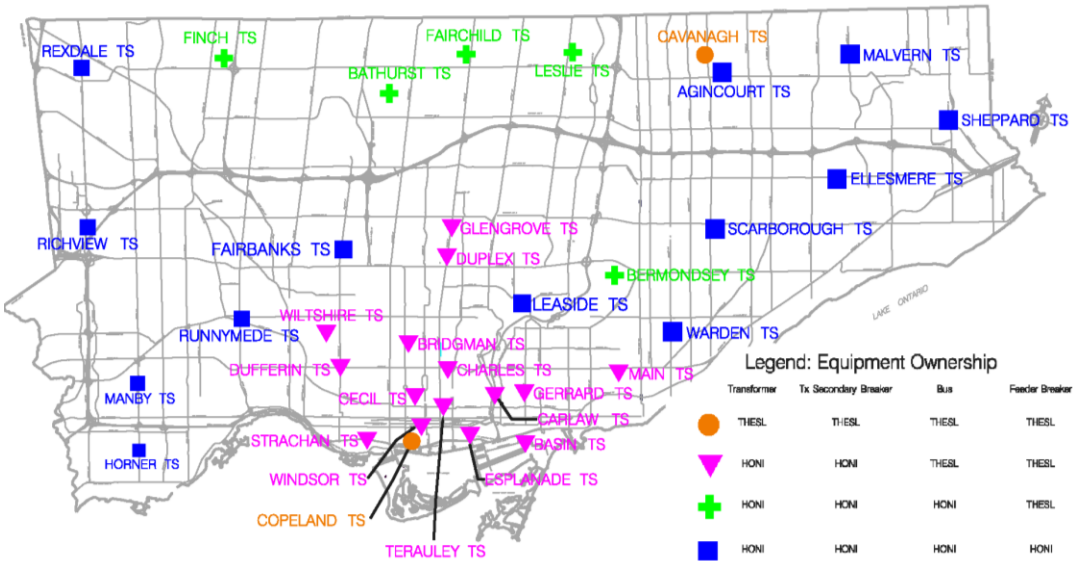 FINCH TS
FAIRCHILD TS
CAVANAGH TS
REXDALE TS
MALVERN TS
BATHURST TS
LESLIE TS
AGINCOURT TS
SHEPPARD TS
ELLESMERE TS
GLENGROVE TS
SCARBOROUGH TS
RICHVIEW TS
FAIRBANKS TS
DUPLEX TS
BERMONDSEY TS
LEASIDE TS
LAKE ONTARIO
WILTSHIRE TS
RUNNYMEDE TS
WARDEN TS
BRIDGMAN TS
DUFFERIN TS
CHARLES TS
MAIN TS
MANBY TS
CECIL TS
GERRARD TS
CARLAW TS
STRACHAN TS
BASIN TS
HORNER TS
WINDSOR TS
ESPLANADE TS
COPELAND TS
TERAULEY TS
Legend: Equipment Ownership
Transformer Tx Secondary Breaker Bus Feeder Breaker
THESL THESL THESL THESL
HONI HONI THESL THESL
HONI HONI HONI THESL
HONI HONI HONI HONI